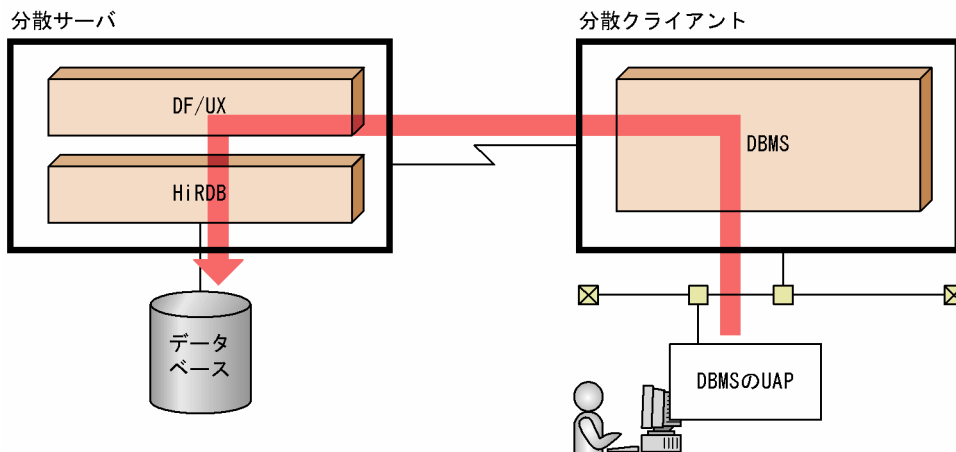 分散サーバ
分散クライアント
DF/UX
HiRDB
DBMS
データ
ベース
DBMSのUAP